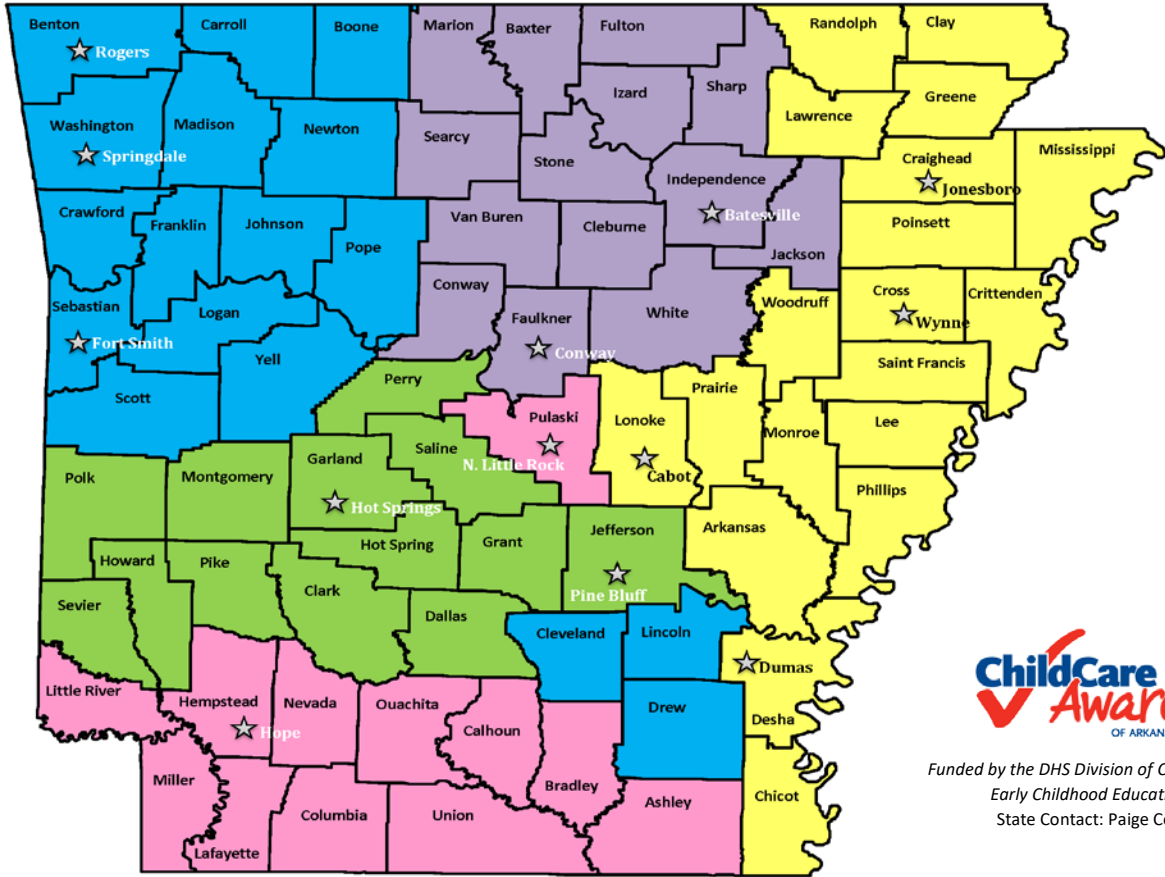 Benton
Carroll
Boone
Marion
Baxter
Fulton
Randolph
Clay
Rogers
Izard
Sharp
Greene
Lawrence
Washington
Madison
Newton
Searcy
Stone
Craighead
Mississippi
Springdale
Independence
Jonesboro
Crawford
Franklin
Johnson
Pope
Van Buren
Cleburne
Batesville
Poinsett
Jackson
Sebastian
Logan
Conway
Faulkner
White
Woodruff
Cross
Crittenden
Fort Smith
Yell
Conway
Wynne
Saint Francis
Scott
Perry
Pulaski
Lonoke
Prairie
Monroe
Lee
Polk
Montgomery
Garland
Saline
N. Little Rock
Cabot
Phillips
Hot Springs
Hot Spring
Grant
Jefferson
Arkansas
Howard
Pike
Clark
Pine Bluff
Sevier
Dallas
Cleveland
Lincoln
Dumas
Little River
Hempstead
Nevada
Ouachita
Calhoun
Drew
Desha
Hope
Miller
Bradley
Ashley
Chicot
Columbia
Union
Lafayette
ChildCare
Awar
OF ARKAN
Funded by the DHS Division of C
Early Childhood Educati
State Contact: Paige Co